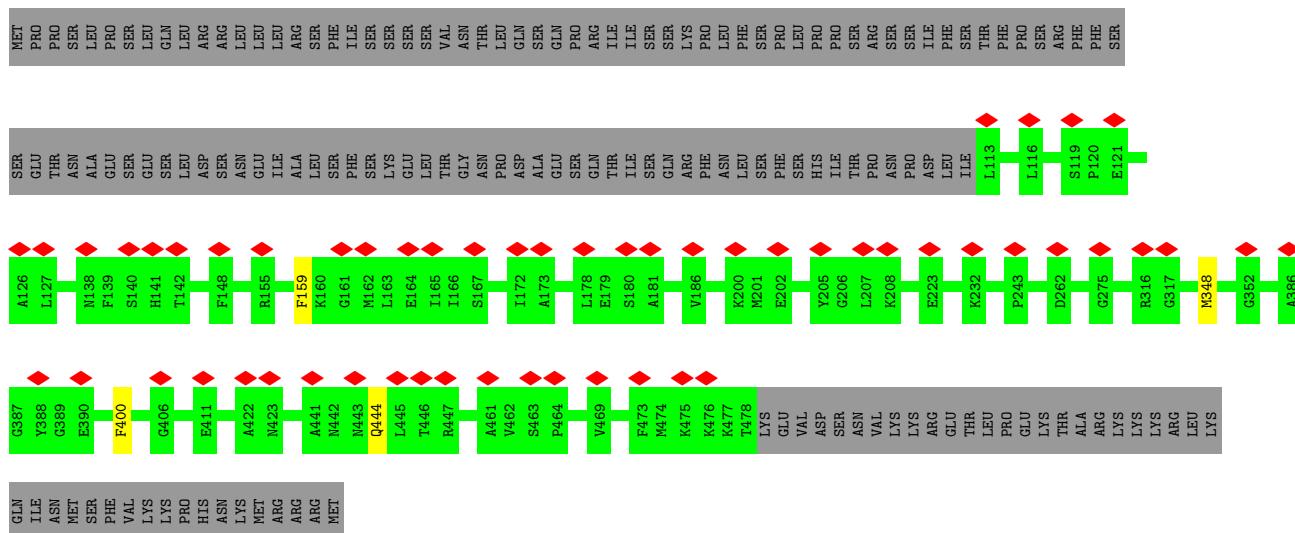 MET PRO PRO SER LEU PRO SER LEU GLN LEU ARG ARG LEU LEU LEU ARG SER PHE ILE SER SER SER SER VAL ASN THR LEU GLN SER GLN PRO ARG ILE ILE SER SER LYS PRO LEU PHE SER PRO LEU PRO PRO SER ARG SER SER ILE PHE SER THR PHE PRO SER ARG PHE PHE SER
SER GLU THR ASN ALA GLU SER GLU SER LEU ASP SER ASN GLU ILE ALA LEU SER PHE SER LYS GLU LEU THR GLY ASN PRO ASP ALA GLU SER GLN THR ILE SER GLN ARG PHE ASN LEU SER PHE SER HIS ILE THR PRO ASN PRO ASP LEU ILE L113 L116 S119 P120 E121
A126 L127 N138 F139 S140 H141 T142 F148 R155 F159 K160 G161 M162 L163 E164 I165 I166 S167 I172 A173 L178 E179 S180 A181 V186 K200 M201 E202 Y205 G206 L207 K208 E223 K232 P243 D262 G275 R316 G317 M348 G352 A386
G387 Y388 G389 E390 F400 G406 E411 A422 N423 A441 N442 N443 Q444 L445 T446 R447 A461 V462 S463 P464 V469 F473 M474 K475 K476 K477 T478 LYS GLU VAL ASP SER ASN VAL LYS LYS ARG GLU THR LEU PRO GLU LYS THR ALA ARG LYS LYS LYS ARG LEU LYS
GLN ILE ASN MET SER PHE VAL LYS LYS PRO HIS ASN LYS MET ARG ARG ARG MET